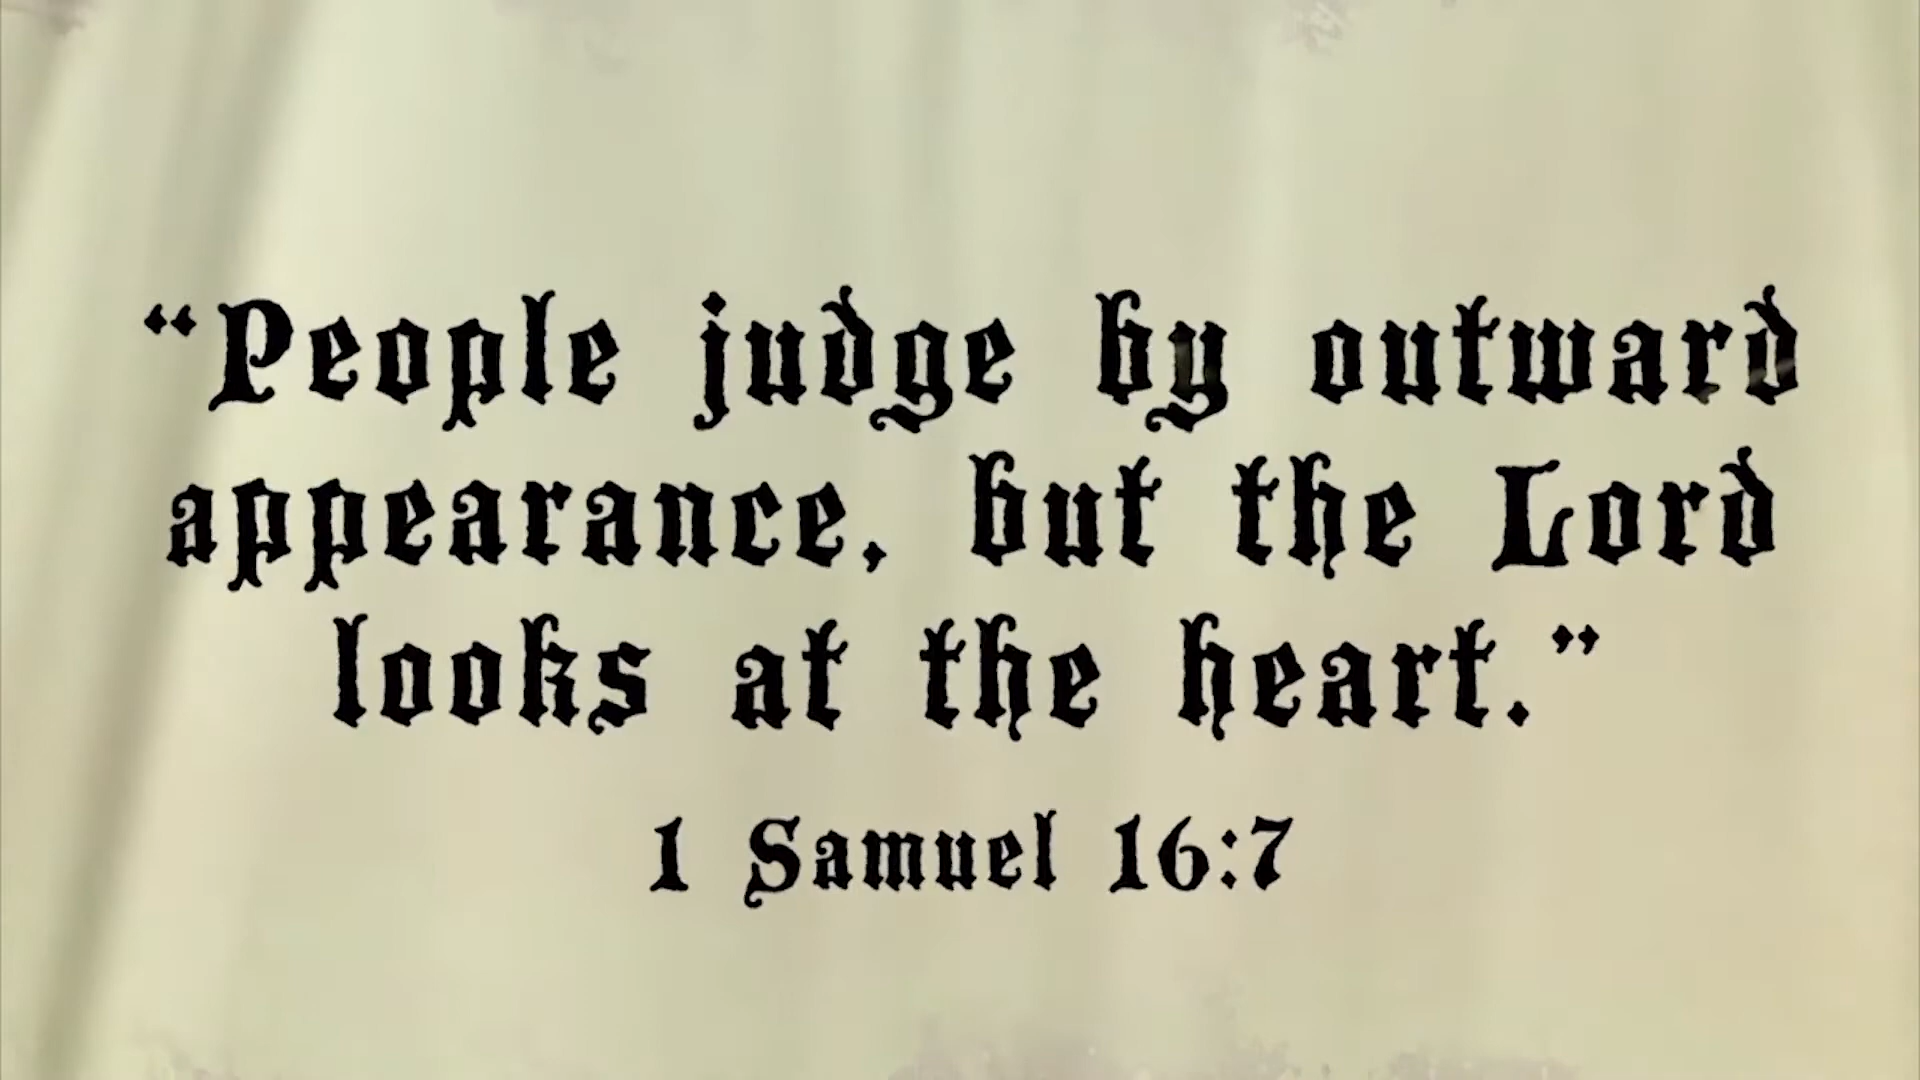 “People judge by outward
appearance, but the Lord
looks at the heart.”
1 Samuel 16:7